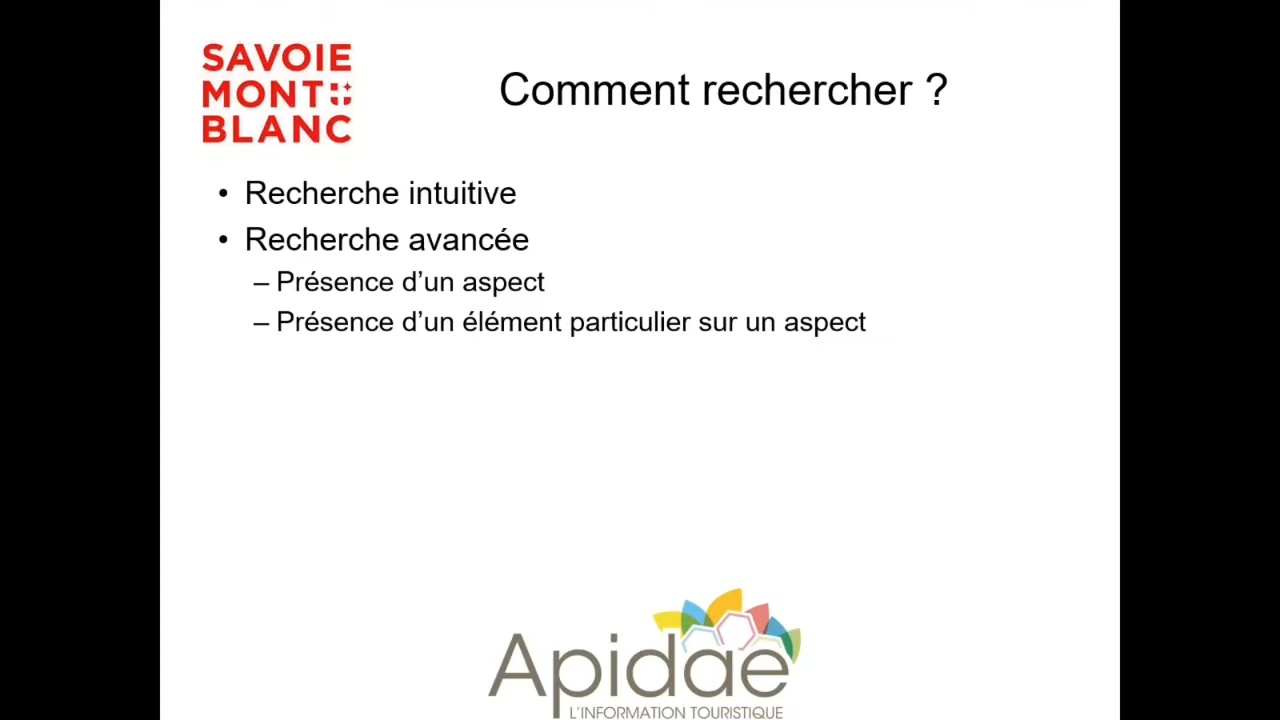 SAVOIE
MONT
BLANC
Comment rechercher ?
• Recherche intuitive
• Recherche avancée
– Présence d’un aspect
– Présence d’un élément particulier sur un aspect
Apidae
L'INFORMATION TOURISTIQUE